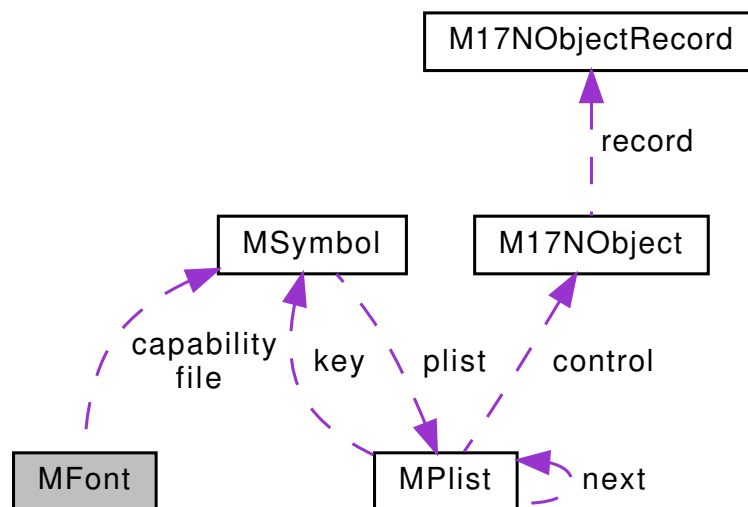 M17NObjectRecord
record
MSymbol
M17NObject
capability
file
key
plist
control
MFont
MPlist
next